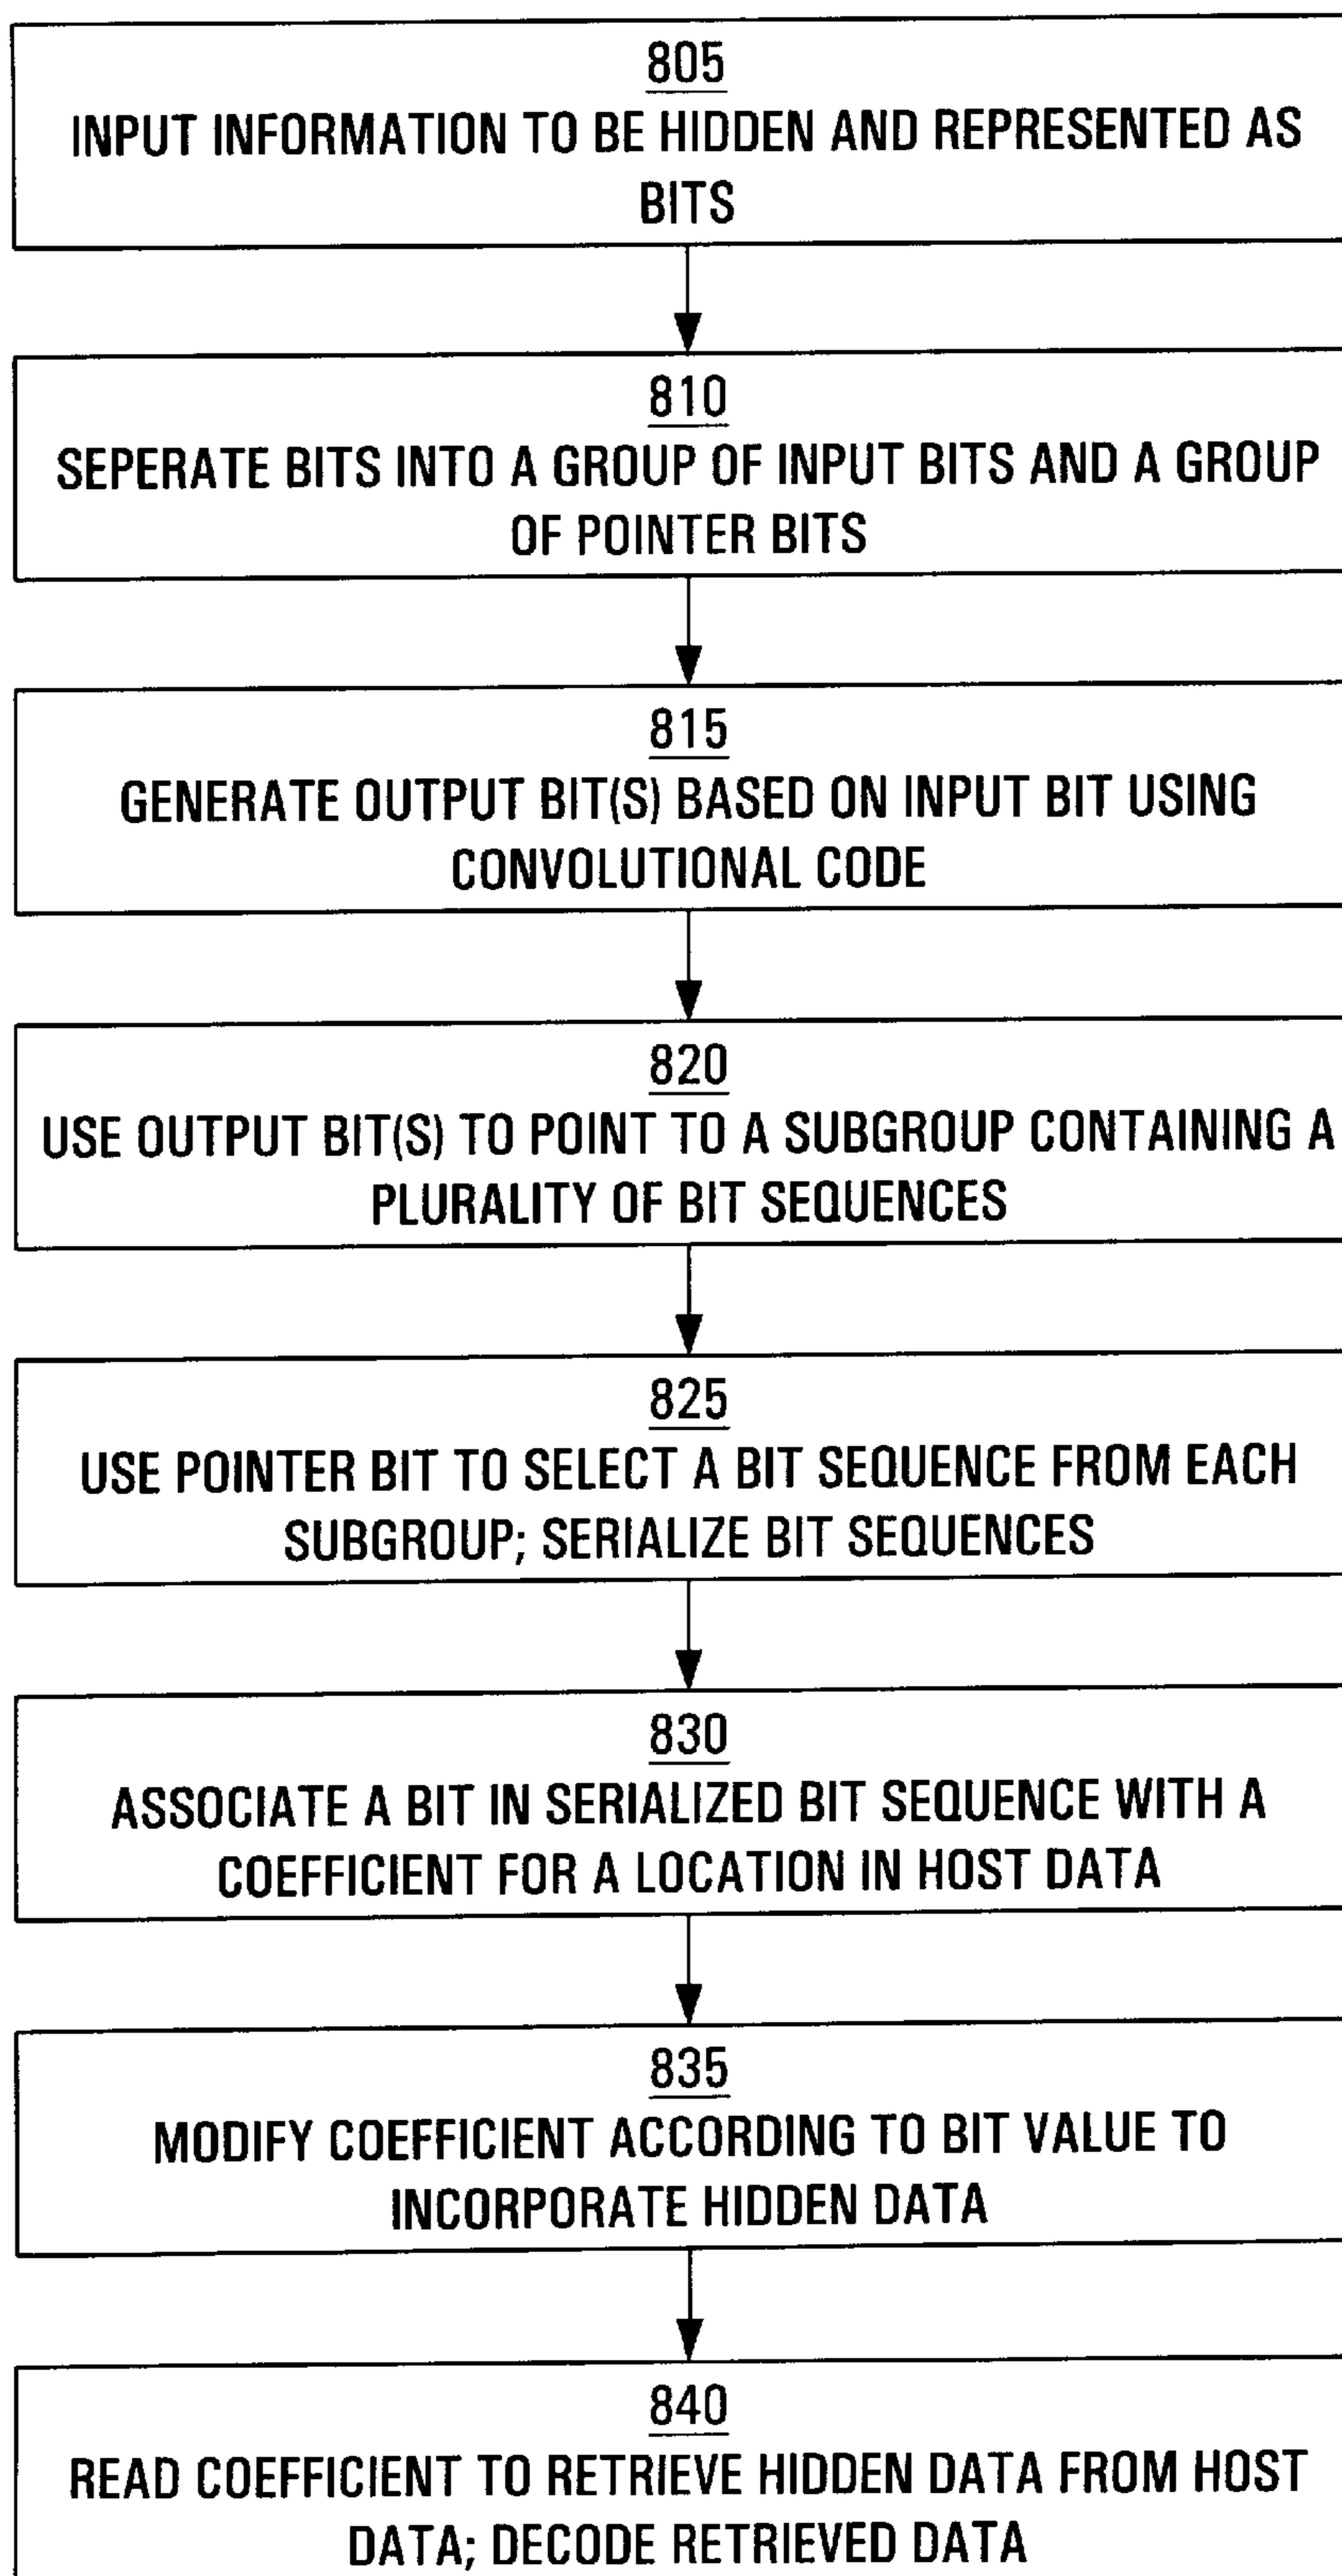 805
INPUT INFORMATION TO BE HIDDEN AND REPRESENTED AS
BITS
810
SEPERATE BITS INTO A GROUP OF INPUT BITS AND A GROUP
OF POINTER BITS
815
GENERATE OUTPUT BIT(S) BASED ON INPUT BIT USING
CONVOLUTIONAL CODE
820
USE OUTPUT BIT(S) TO POINT TO A SUBGROUP CONTAINING A
PLURALITY OF BIT SEQUENCES
825
USE POINTER BIT TO SELECT A BIT SEQUENCE FROM EACH
SUBGROUP; SERIALIZE BIT SEQUENCES
830
ASSOCIATE A BIT IN SERIALIZED BIT SEQUENCE WITH A
COEFFICIENT FOR A LOCATION IN HOST DATA
835
MODIFY COEFFICIENT ACCORDING TO BIT VALUE TO
INCORPORATE HIDDEN DATA
840
READ COEFFICIENT TO RETRIEVE HIDDEN DATA FROM HOST
DATA; DECODE RETRIEVED DATA